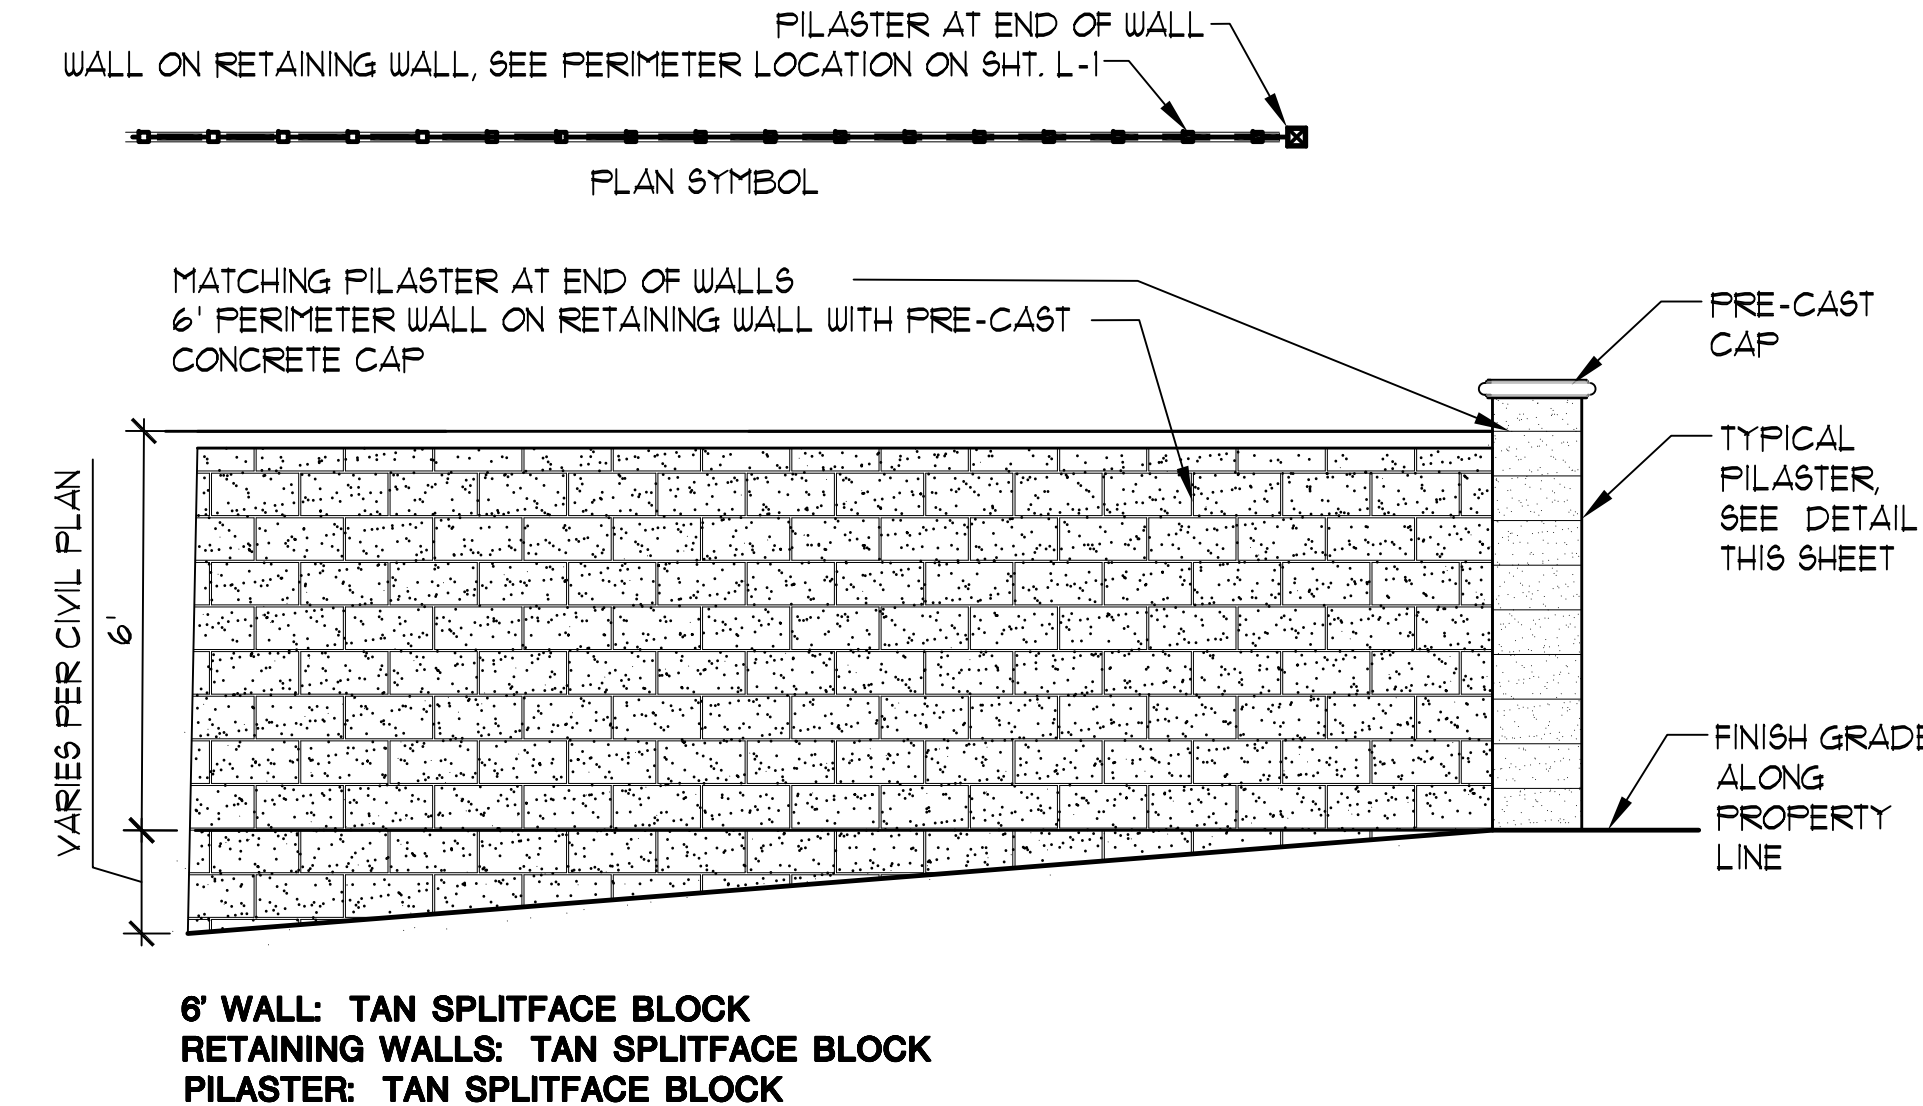 PILASTER AT END OF WALL
WALL ON RETAINING WALL, SEE PERIMETER LOCATION ON SHT. L-1
PLAN SYMBOL
MATCHING PILASTER AT END OF WALLS
6' PERIMETER WALL ON RETAINING WALL WITH PRE-CAST
CONCRETE CAP
PRE-CAST
CAP
TYPICAL
PILASTER,
SEE DETAIL
THIS SHEET
VARIES PER CIVIL PLAN
6'
FINISH GRADE
ALONG
PROPERTY
LINE
6' WALL: TAN SPLITFACE BLOCK
RETAINING WALLS: TAN SPLITFACE BLOCK
PILASTER: TAN SPLITFACE BLOCK